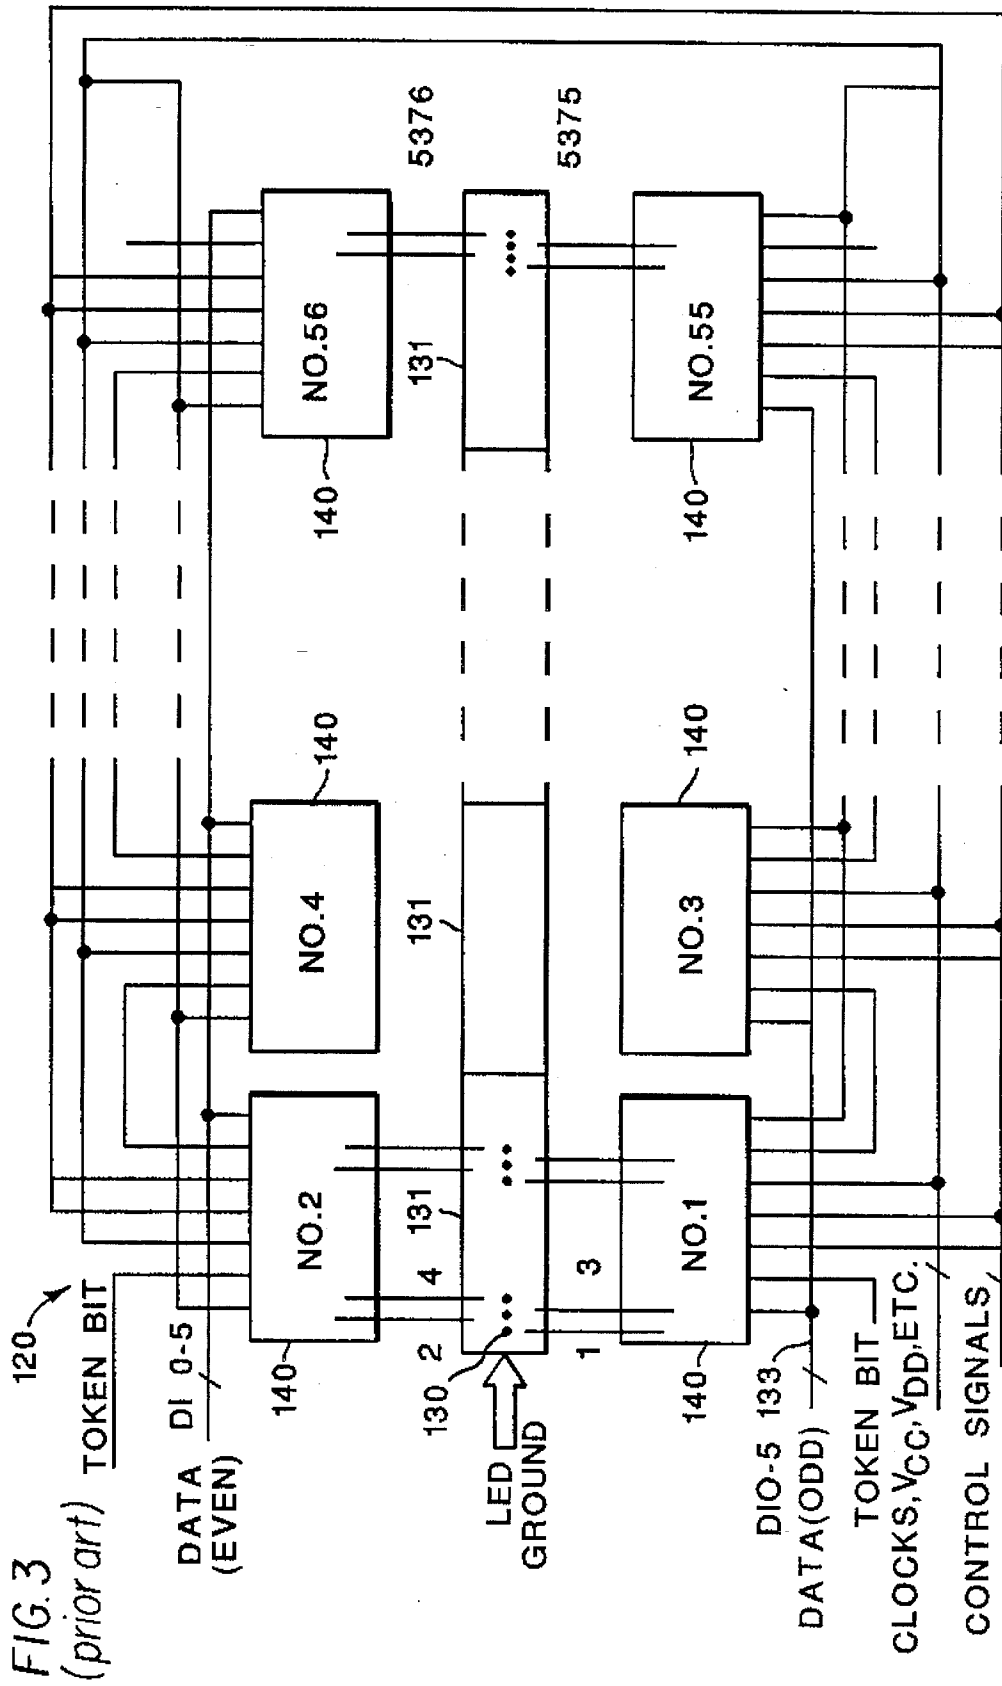 FIG. 3
(prior art)
120
TOKEN BIT
DI 0-5
DATA
(EVEN)
NO.2
NO.4
NO.56
140
140
140
5376
2
4
131
131
131
130
LED
GROUND
1
3
5375
NO.1
NO.3
NO.55
140
140
140
DIO-5 133
DATA(ODD)
TOKEN BIT
CLOCKS,VCC,VDD,ETC.
CONTROL SIGNALS